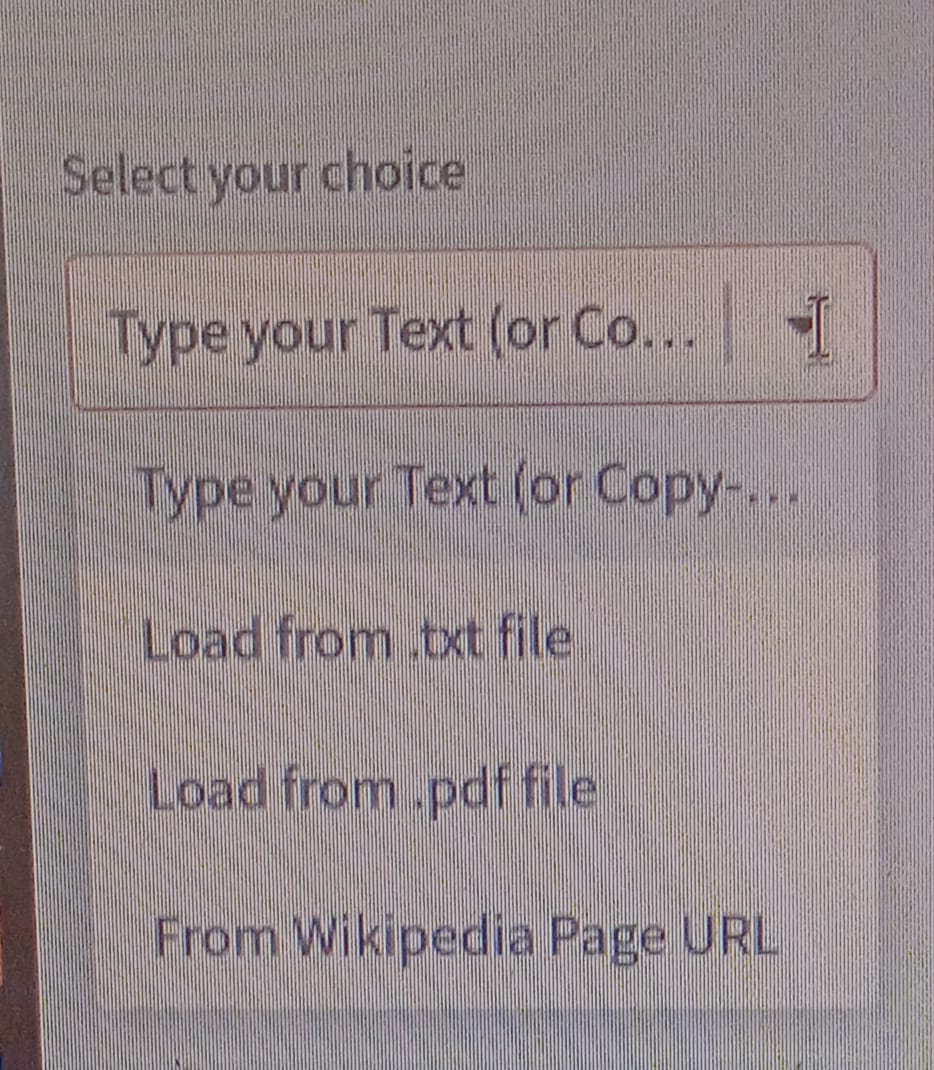 Select your choice
Type your Text (or Co...
Type your Text (or Copy-...
Load from .txt file
Load from .pdf file
From Wikipedia Page URL